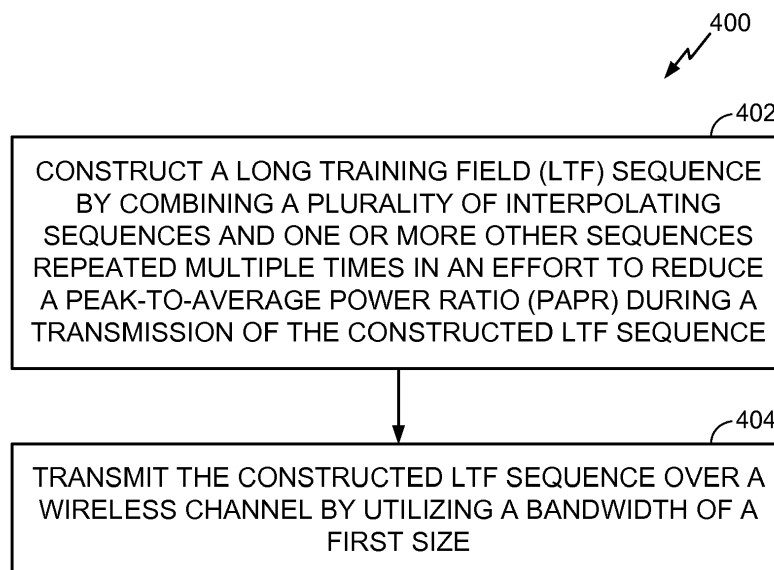 400
402
CONSTRUCT A LONG TRAINING FIELD (LTF) SEQUENCE
BY COMBINING A PLURALITY OF INTERPOLATING
SEQUENCES AND ONE OR MORE OTHER SEQUENCES
REPEATED MULTIPLE TIMES IN AN EFFORT TO REDUCE
A PEAK-TO-AVERAGE POWER RATIO (PAPR) DURING A
TRANSMISSION OF THE CONSTRUCTED LTF SEQUENCE
404
TRANSMIT THE CONSTRUCTED LTF SEQUENCE OVER A
WIRELESS CHANNEL BY UTILIZING A BANDWIDTH OF A
FIRST SIZE